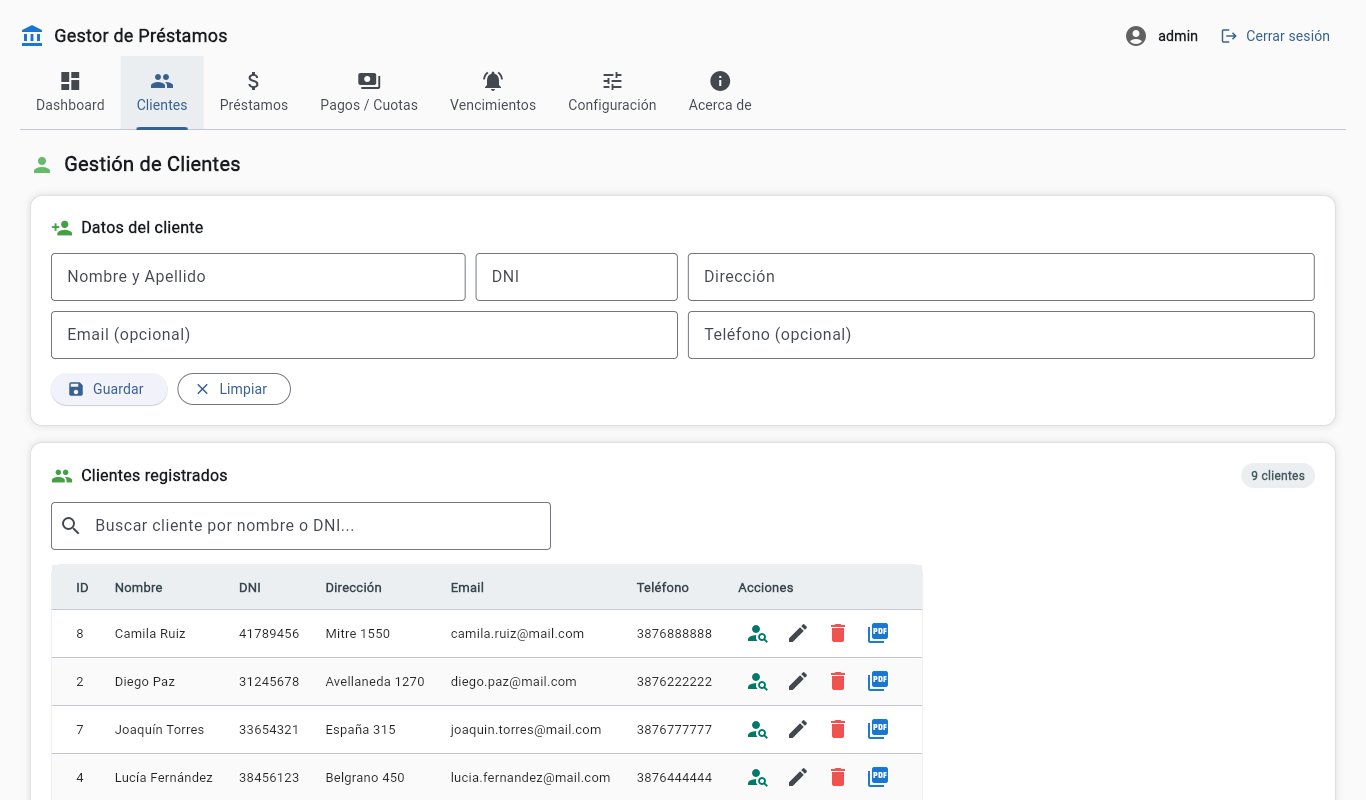 Gestor de Préstamos admin Cerrar sesión
Dashboard Clientes Préstamos Pagos / Cuotas Vencimientos Configuración Acerca de
Gestión de Clientes
Datos del cliente
Nombre y Apellido DNI Dirección
Email (opcional) Teléfono (opcional)
Guardar Limpiar
Clientes registrados 9 clientes
Buscar cliente por nombre o DNI...
ID Nombre DNI Dirección Email Teléfono Acciones
8 Camila Ruiz 41789456 Mitre 1550 camila.ruiz@mail.com 3876888888 PDF
2 Diego Paz 31245678 Avellaneda 1270 diego.paz@mail.com 3876222222 PDF
7 Joaquín Torres 33654321 España 315 joaquin.torres@mail.com 3876777777 PDF
4 Lucía Fernández 38456123 Belgrano 450 lucia.fernandez@mail.com 3876444444 PDF